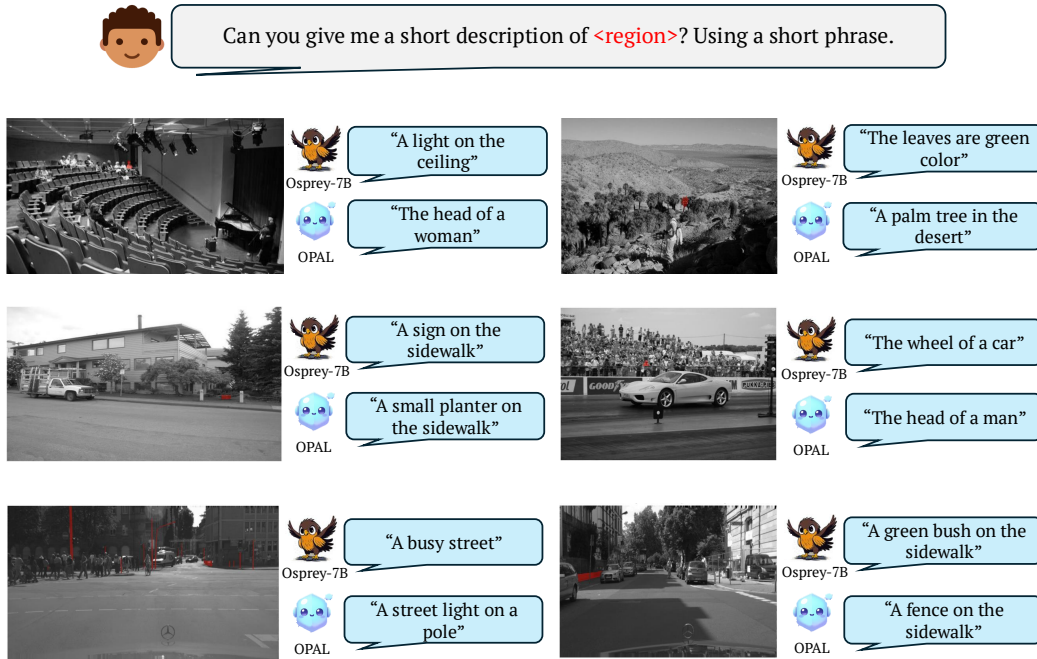 Can you give me a short description of <region>? Using a short phrase.
“A light on the
ceiling”
Osprey-7B
“The head of a
woman”
OPAL
“The leaves are green
color”
Osprey-7B
“A palm tree in the
desert”
OPAL
“A sign on the
sidewalk”
Osprey-7B
“A small planter on
the sidewalk”
OPAL
GOODY
“The wheel of a car”
Osprey-7B
“The head of a man”
OPAL
“A busy street”
Osprey-7B
“A street light on a
pole”
OPAL
“A green bush on the
sidewalk”
Osprey-7B
“A fence on the
sidewalk”
OPAL